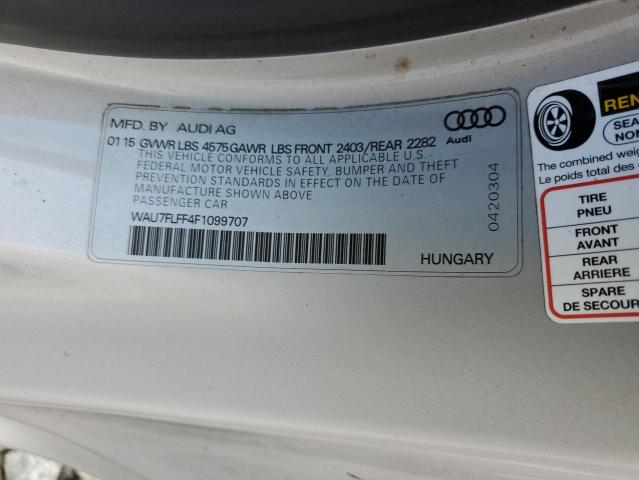 MFD. BY AUDI AG
Audi
01 15 GVWR LBS 4575 GAWR LBS FRONT 2403/REAR 2282
THIS VEHICLE CONFORMS TO ALL APPLICABLE U.S.
FEDERAL MOTOR VEHICLE SAFETY, BUMPER AND THEFT
PREVENTION STANDARDS IN EFFECT ON THE DATE OF
MANUFACTURE SHOWN ABOVE
PASSENGER CAR
WAU7FLFF4F1099707
HUNGARY
0420304
The combined weigh
Le poids total des
TIRE
PNEU
FRONT
AVANT
REAR
ARRIERE
SPARE
DE SECOUR